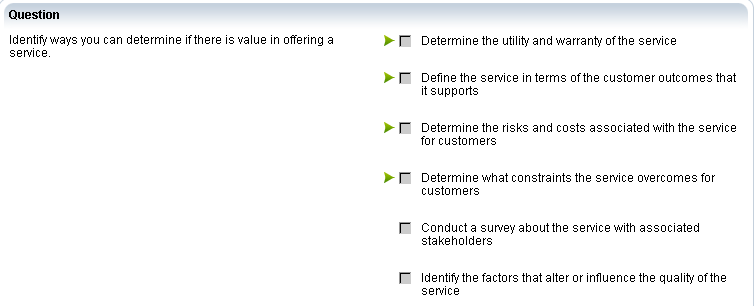 Question
Identify ways you can determine if there is value in offering a
service.
Determine the utility and warranty of the service
Define the service in terms of the customer outcomes that
it supports
Determine the risks and costs associated with the service
for customers
Determine what constraints the service overcomes for
customers
Conduct a survey about the service with associated
stakeholders
Identify the factors that alter or influence the quality of the
service